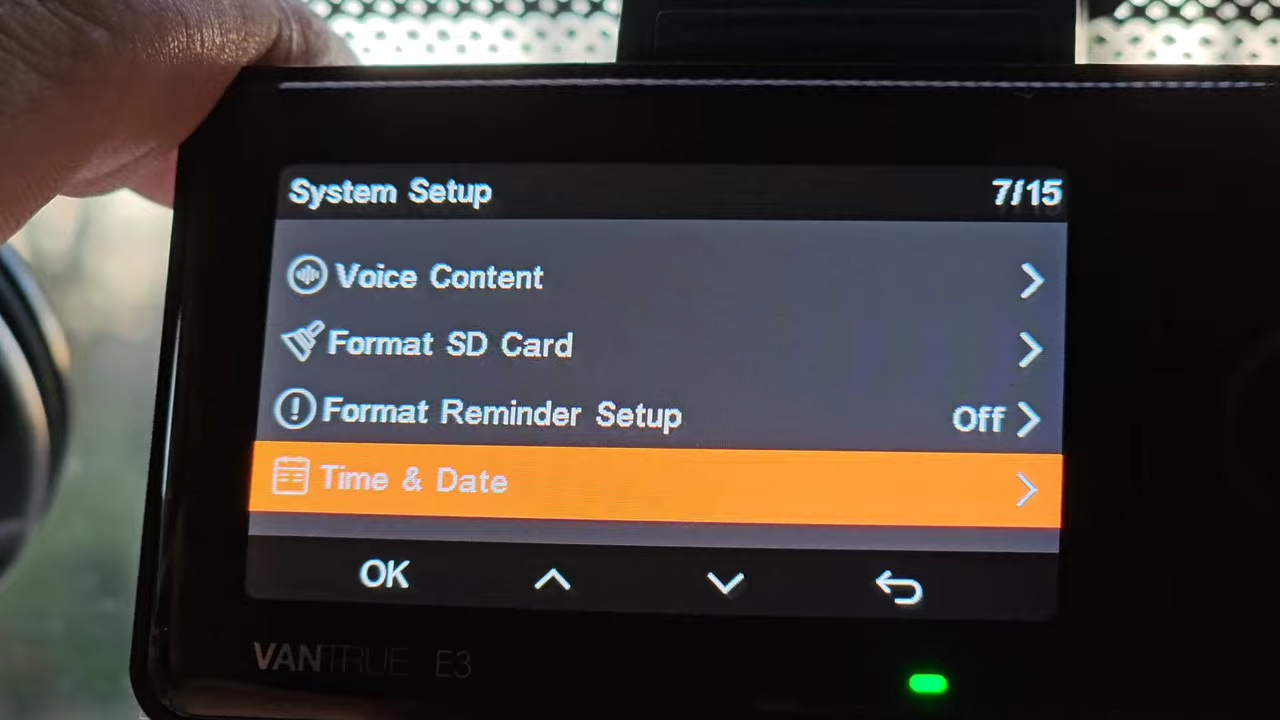 System Setup 7/15
Voice Content
Format SD Card
Format Reminder Setup Off
Time & Date
OK
VANTRUE E3